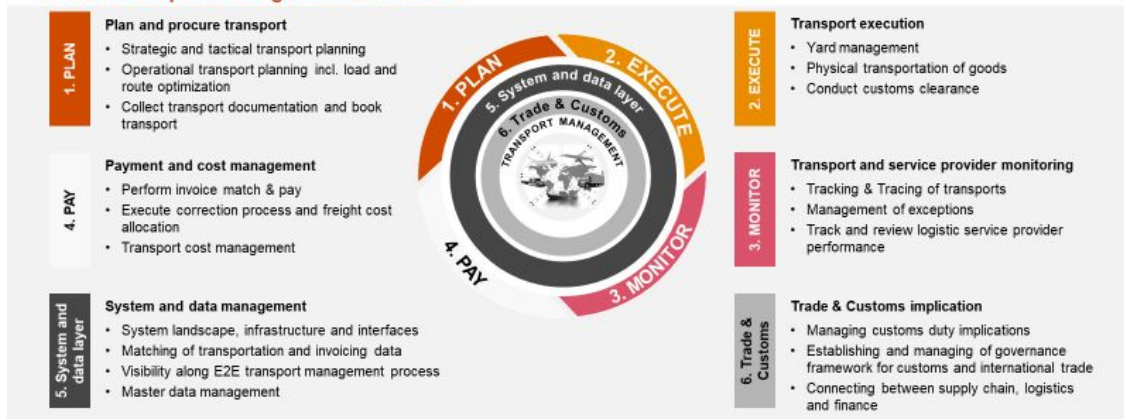 1. PLAN
Plan and procure transport
• Strategic and tactical transport planning
• Operational transport planning incl. load and
route optimization
• Collect transport documentation and book
transport
4. PAY
Payment and cost management
• Perform invoice match & pay
• Execute correction process and freight cost
allocation
• Transport cost management
5. System and
data layer
System and data management
• System landscape, infrastructure and interfaces
• Matching of transportation and invoicing data
• Visibility along E2E transport management process
• Master data management
1. PLAN
2. EXECUTE
3. MONITOR
4. PAY
5. System and data layer
6. Trade & Customs
TRANSPORT MANAGEMENT
2. EXECUTE
Transport execution
• Yard management
• Physical transportation of goods
• Conduct customs clearance
3. MONITOR
Transport and service provider monitoring
• Tracking & Tracing of transports
• Management of exceptions
• Track and review logistic service provider
performance
6. Trade &
Customs
Trade & Customs implication
• Managing customs duty implications
• Establishing and managing of governance
framework for customs and international trade
• Connecting between supply chain, logistics
and finance